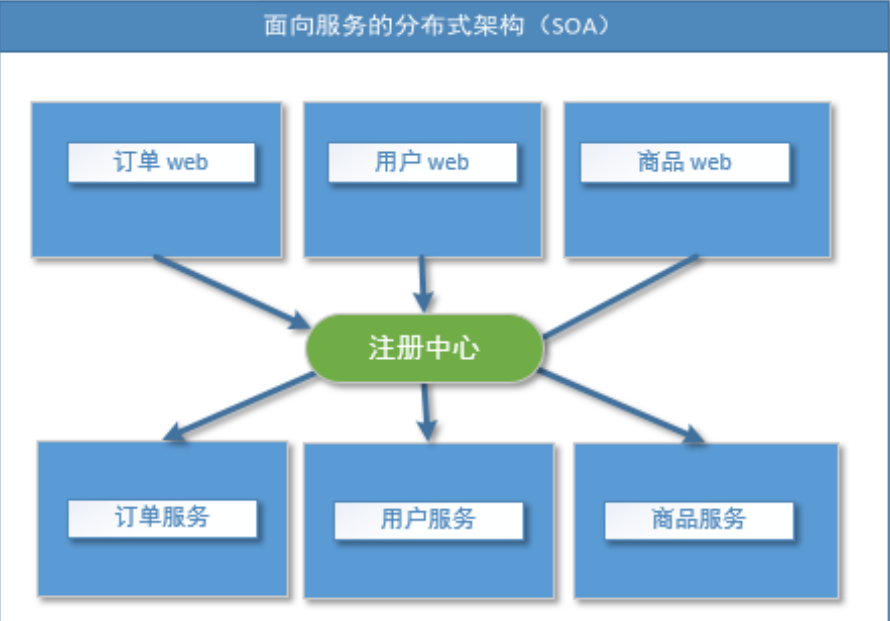 面向服务的分布式架构（SOA）
订单 web
用户 web
商品 web
注册中心
订单服务
用户服务
商品服务